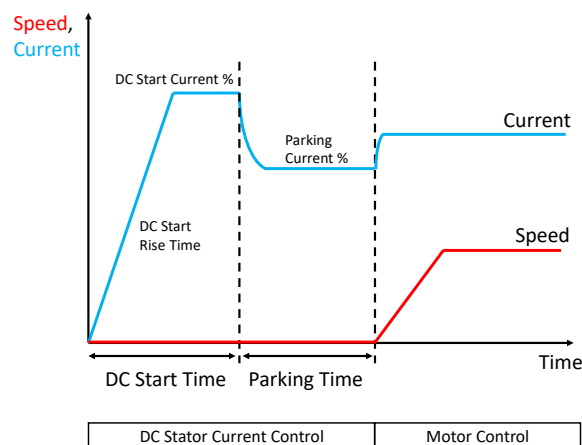 Speed,
Current
DC Start Current %
Parking
Current %
Current
DC Start
Rise Time
Speed
Time
DC Start Time
Parking Time
DC Stator Current Control
Motor Control